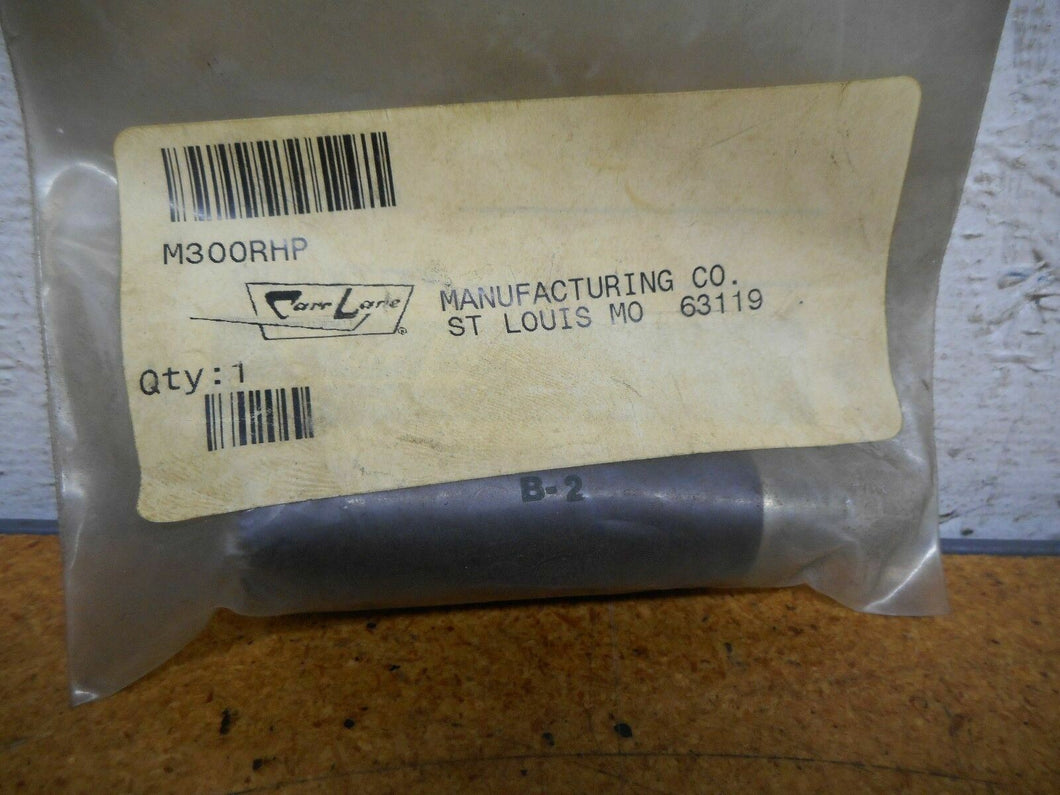 M300RHP
Carr Lane ®
MANUFACTURING CO.
ST LOUIS MO 63119
Qty:1
B-2